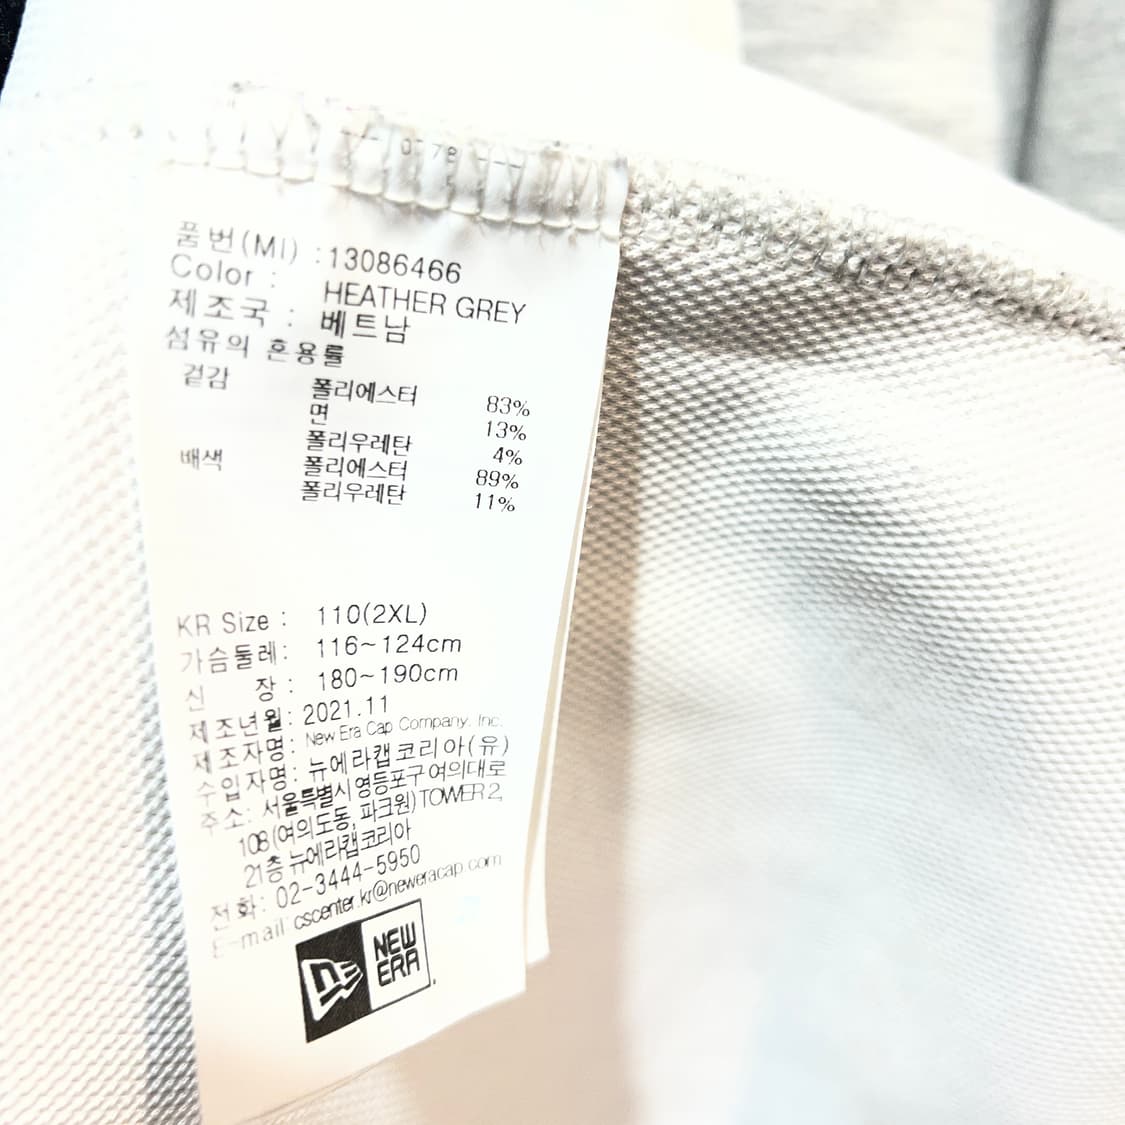 품번(MI) : 13086466
Color : HEATHER GREY
제조국 : 베트남
섬유의 혼용률
겉감 폴리에스터 83%
면 13%
폴리우레탄 4%
배색 폴리에스터 89%
폴리우레탄 11%
KR Size : 110(2XL)
가슴둘레: 116~124cm
신 장 : 180~190cm
제조년월: 2021.11
제조자명: New Era Cap Company, Inc.
수입자명: 뉴에라캡코리아(유)
주소: 서울특별시 영등포구 여의대로
108(여의도동, 파크원) TOWER 2,
21층 뉴에라캡코리아
전화: 02-3444-5950
E-mail: cscenter.kr@neweracap.com
NEW
ERA